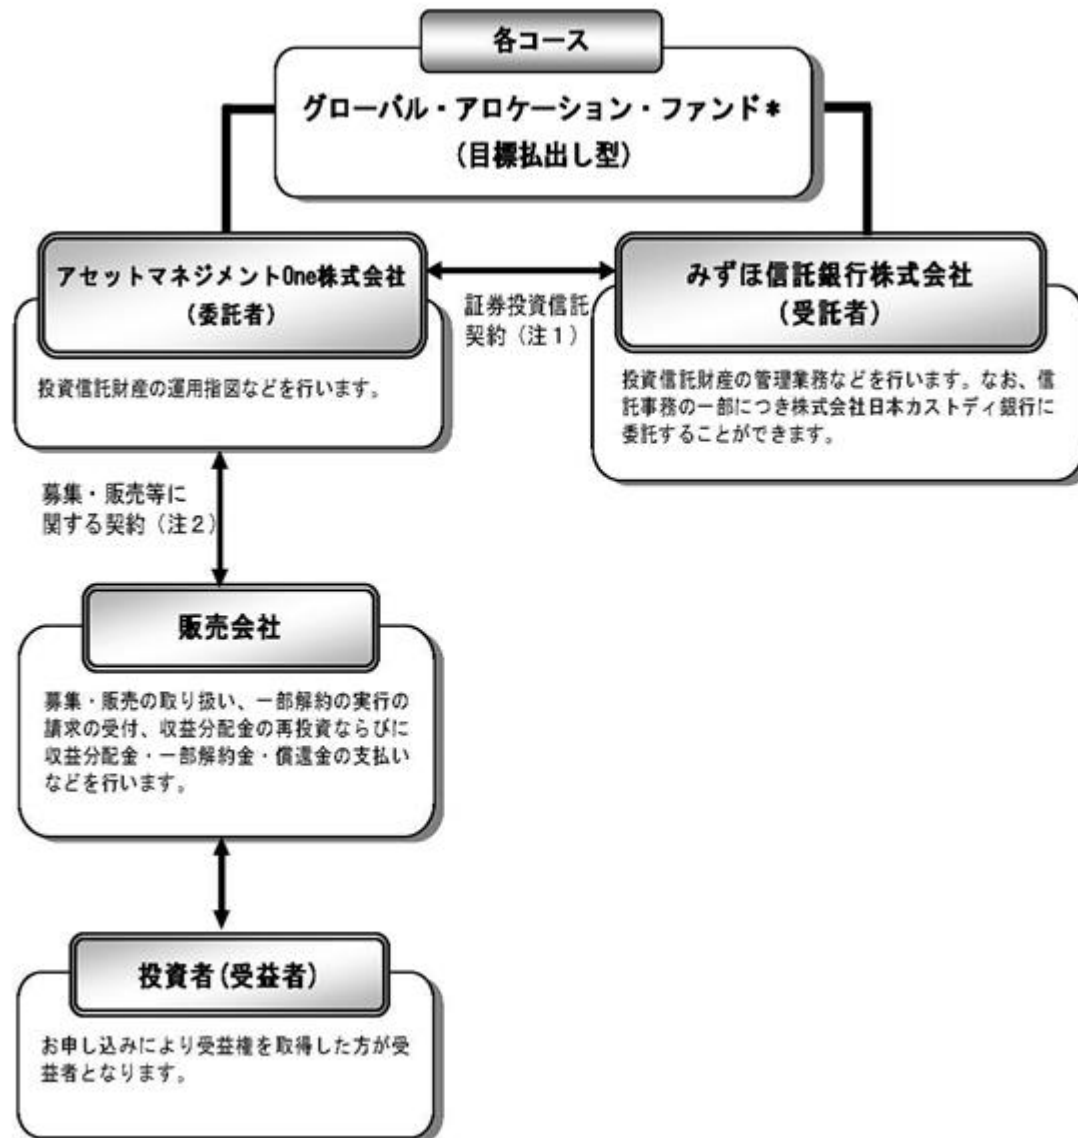 各コース
グローバル・アロケーション・ファンド*
(目標払出し型)
アセットマネジメントOne株式会社
(委託者)
投資信託財産の運用指図などを行います。
証券投資信託
契約(注1)
みずほ信託銀行株式会社
(受託者)
投資信託財産の管理業務などを行います。なお、信
託事務の一部につき株式会社日本カストディ銀行に
委託することができます。
募集・販売等に
関する契約(注2)
販売会社
募集・販売の取り扱い、一部解約の実行の
請求の受付、収益分配金の再投資ならびに
収益分配金・一部解約金・償還金の支払い
などを行います。
投資者(受益者)
お申し込みにより受益権を取得した方が受
益者となります。